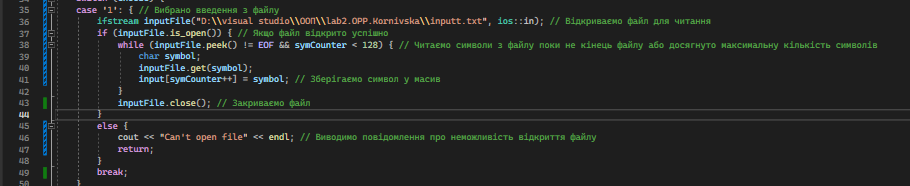 35 case '1': { // Вибрано введення з файлу
36 ifstream inputFile("D:\\visual studio\\ООП\\lab2.OPP.Kornivska\\inputt.txt", ios::in); // Відкриваємо файл для читання
37 if (inputFile.is_open()) { // Якщо файл відкрито успішно
38 while (inputFile.peek() != EOF && symCounter < 128) { // Читаємо символи з файлу поки не кінець файлу або досягнуто максимальну кількість символів
39 char symbol;
40 inputFile.get(symbol);
41 input[symCounter++] = symbol; // Зберігаємо символ у масив
42 }
43 inputFile.close(); // Закриваємо файл
44 }
45 else {
46 cout << "Can't open file" << endl; // Виводимо повідомлення про неможливість відкриття файлу
47 return;
48 }
49 break;
50 }